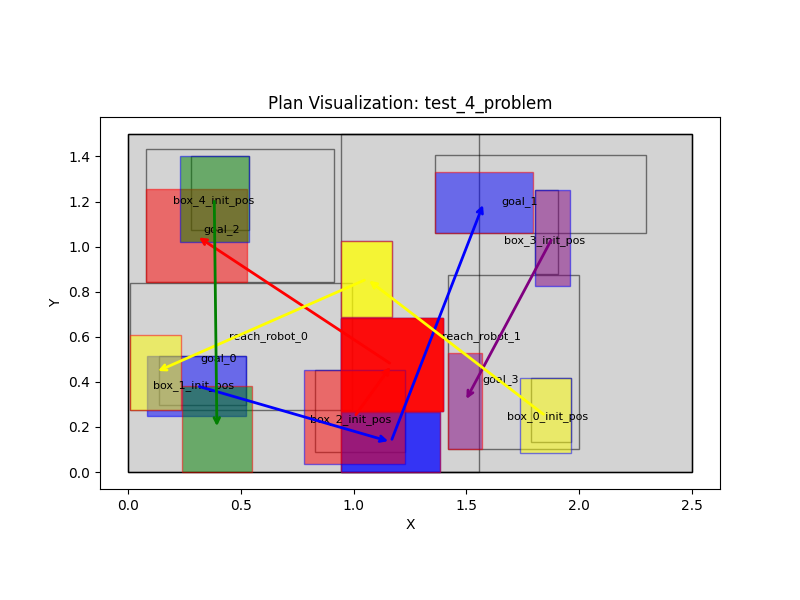 Plan Visualization: test_4_problem
Y
1.4
1.2
1.0
0.8
0.6
0.4
0.2
0.0
box_4_init_pos
goal_2
goal_1
box_3_init_pos
reach_robot_0
reach_robot_1
goal_0
box_1_init_pos
goal_3
box_2_init_pos
box_0_init_pos
0.0 0.5 1.0 1.5 2.0 2.5
X